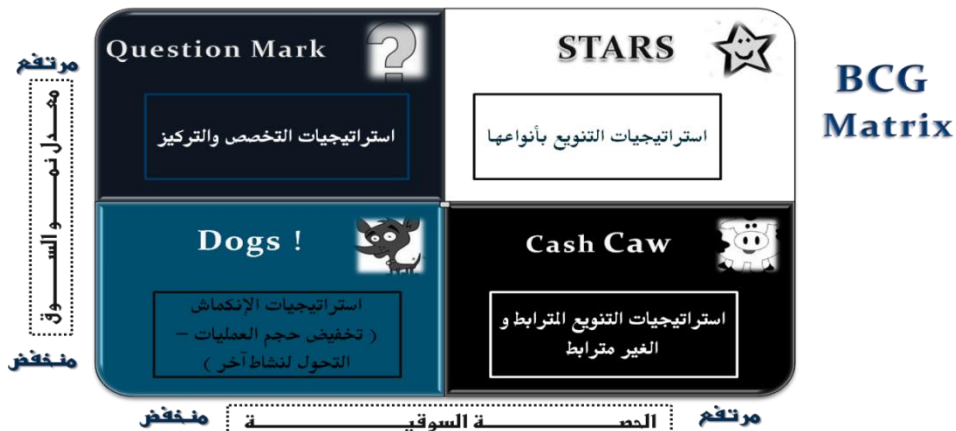 Question Mark
?
STARS
BCG
Matrix
مرتفع
معدل نمو السوق
منخفض
استراتيجيات التخصص والتركيز
استراتيجيات التنويع بأنواعها
Dogs !
Cash Caw
استراتيجيات الإنكماش
( تخفيض حجم العمليات –
التحول لنشاط آخر )
استراتيجيات التنويع المترابط و
الغير مترابط
مرتفع
الحصة السوقية
منخفض